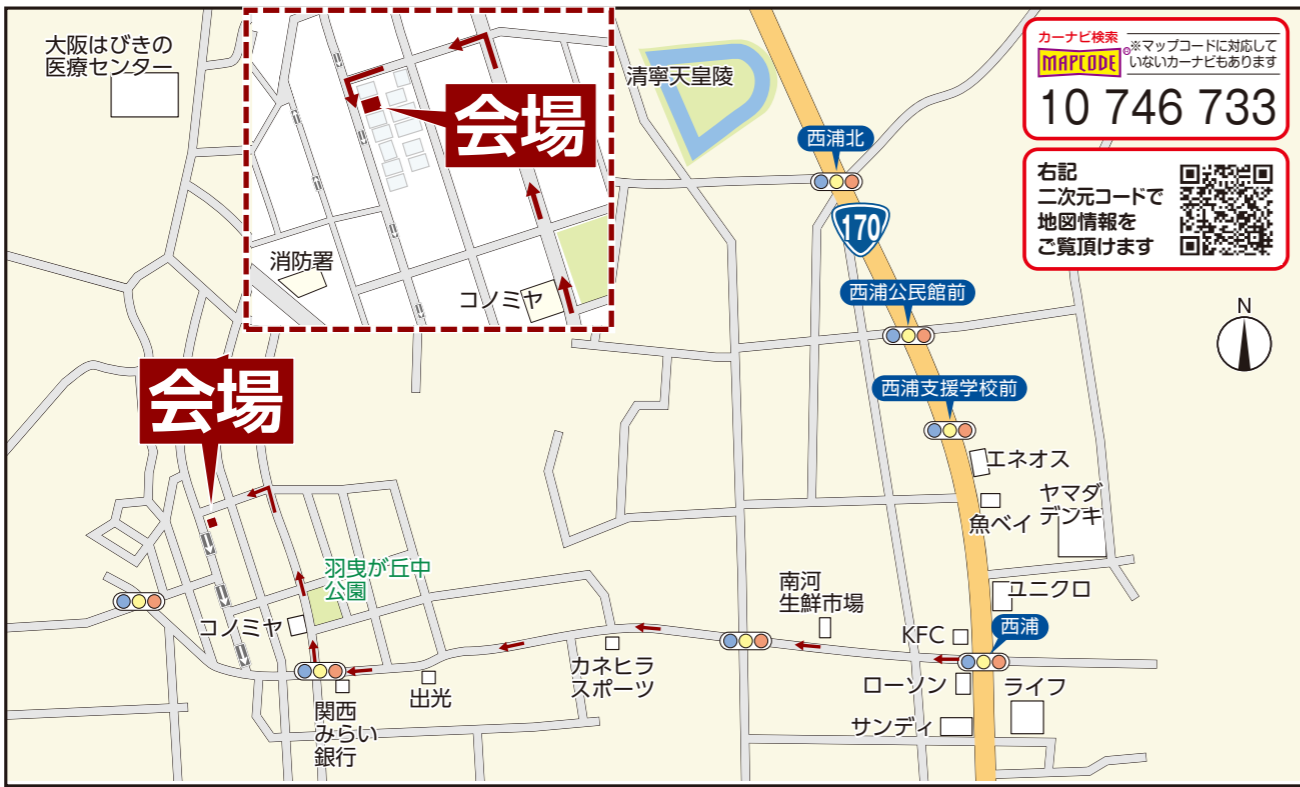 大阪はびきの
医療センター
会場
消防署
コノミヤ
清寧天皇陵
カーナビ検索
MAPCODE
®
※マップコードに対応して
いないカーナビもあります
10 746 733
右記
二次元コードで
地図情報を
ご覧頂けます
N
西浦北
170
西浦公民館前
西浦支援学校前
エネオス
魚べイ
ヤマダ
デンキ
ユニクロ
西浦
KFC
ローソン
ライフ
サンディ
南河
生鮮市場
カネヒラ
スポーツ
出光
関西
みらい
銀行
会場
羽曳が丘中
公園
コノミヤ